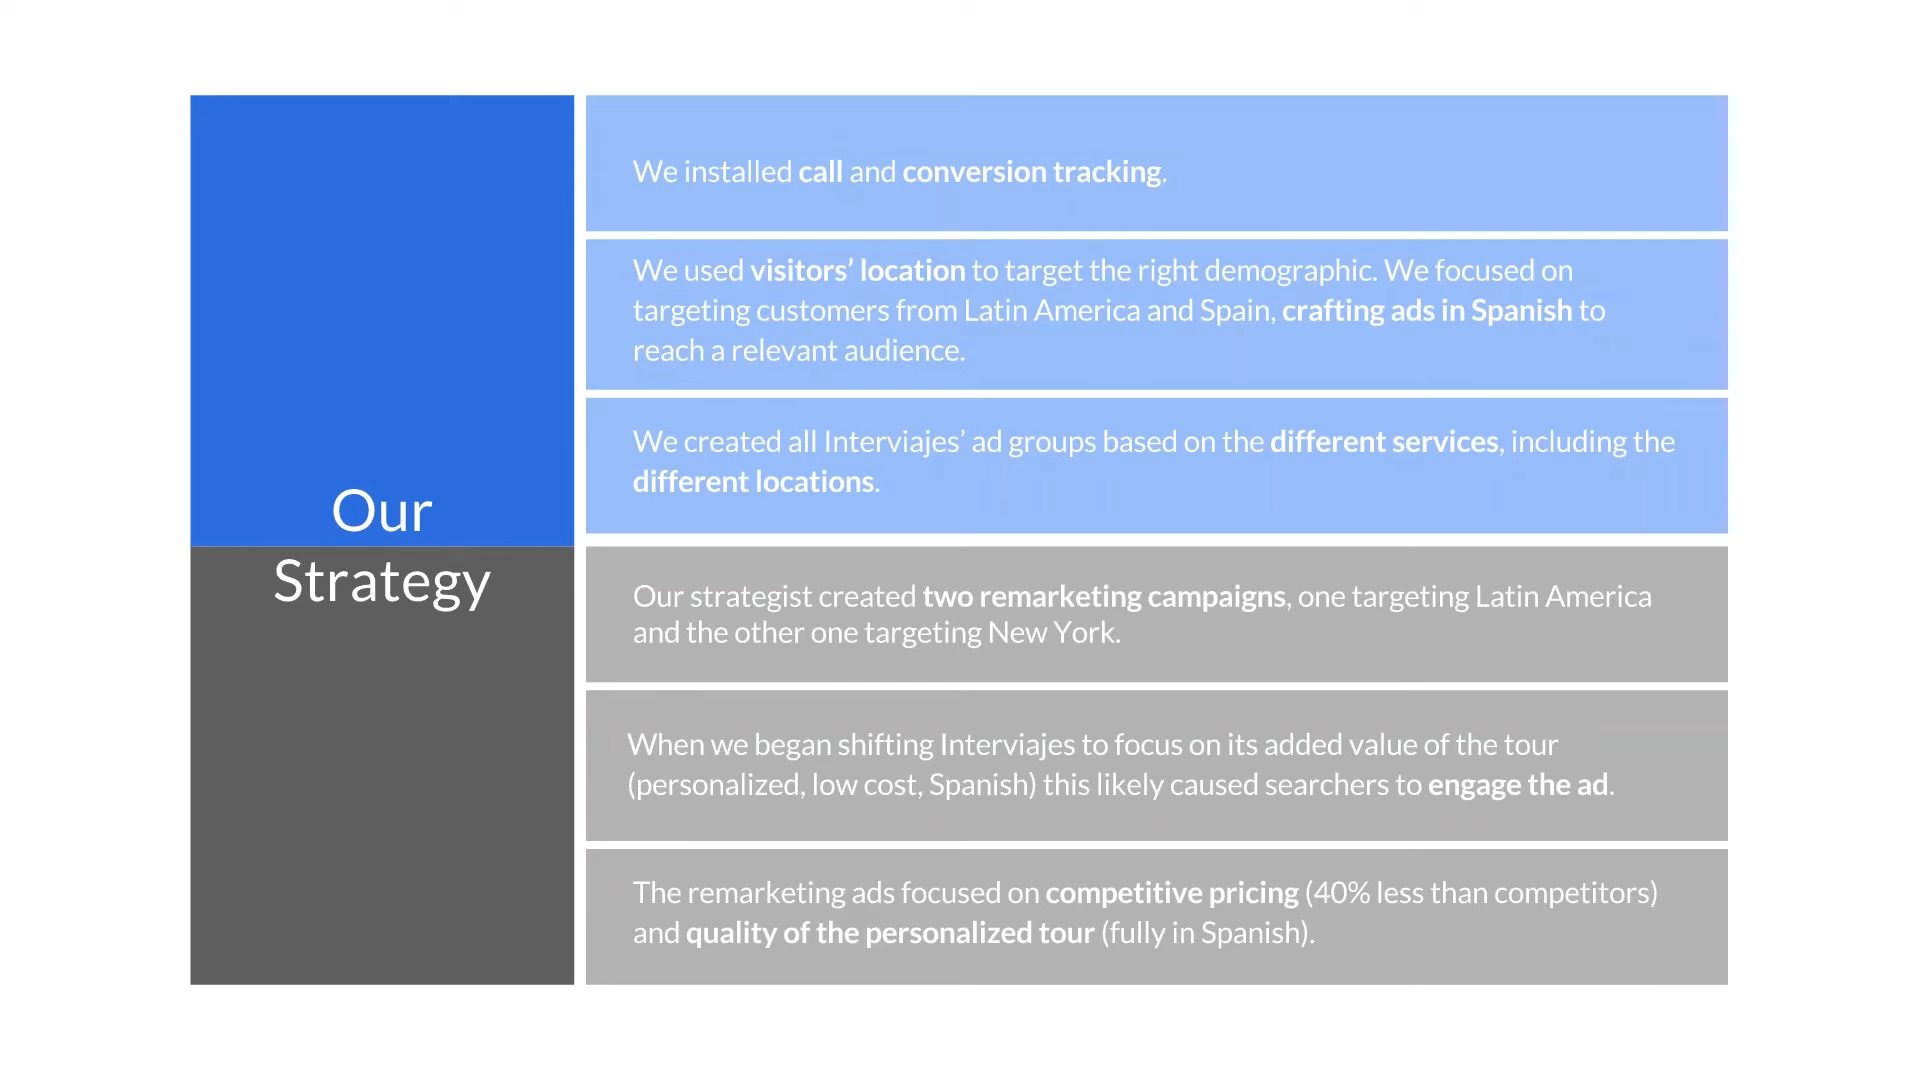 Our
Strategy
We installed call and conversion tracking.
We used visitors’ location to target the right demographic. We focused on
targeting customers from Latin America and Spain, crafting ads in Spanish to
reach a relevant audience.
We created all Interviajes’ ad groups based on the different services, including the
different locations.
Our strategist created two remarketing campaigns, one targeting Latin America
and the other one targeting New York.
When we began shifting Interviajes to focus on its added value of the tour
(personalized, low cost, Spanish) this likely caused searchers to engage the ad.
The remarketing ads focused on competitive pricing (40% less than competitors)
and quality of the personalized tour (fully in Spanish).